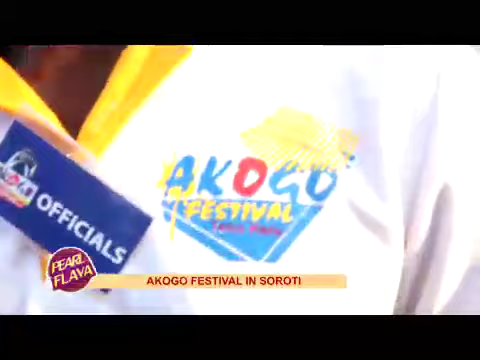 AKOGO
FESTIVAL
OFFICIALS
PEARL
FLAVA
AKOGO FESTIVAL IN SOROTI